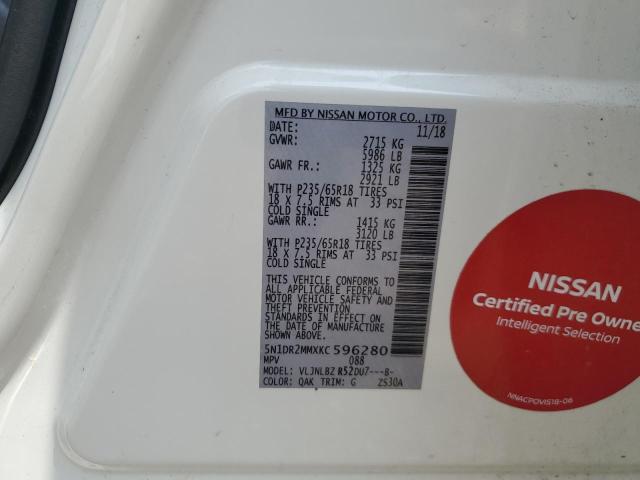 MFD BY NISSAN MOTOR CO., LTD.
DATE: 11/18
GVWR: 2715 KG
5986 LB
GAWR FR.: 1325 KG
2921 LB
WITH P235/65R18 TIRES
18 X 7.5 RIMS AT 33 PSI
COLD SINGLE
GAWR RR.: 1415 KG
3120 LB
WITH P235/65R18 TIRES
18 X 7.5 RIMS AT 33 PSI
COLD SINGLE
THIS VEHICLE CONFORMS TO
ALL APPLICABLE FEDERAL
MOTOR VEHICLE SAFETY AND
THEFT PREVENTION
STANDARDS IN EFFECT ON
THE DATE OF MANUFACTURE
SHOWN ABOVE.
5N1DR2MMXKC596280
MPV 088
MODEL: VLJNLBZ R52DU7---B-
COLOR: QAK TRIM: G ZS30A
NISSAN
Certified Pre Owne
Intelligent Selection
NNACPOVIS18-06